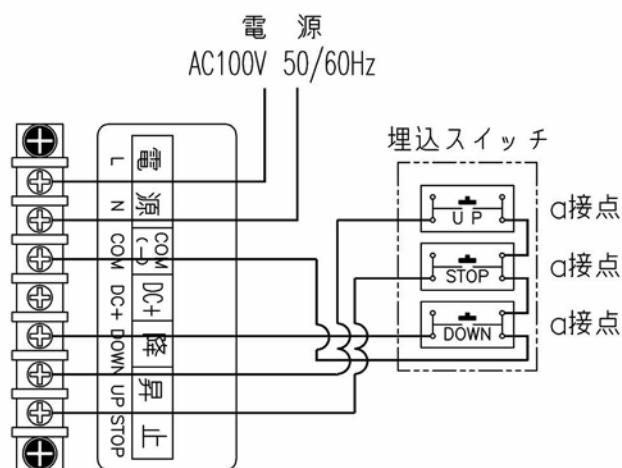 電 源
AC100V 50/60Hz
埋込スイッチ
L
電
N
源
COM
COM
(−)
DC+
DC+
DOWN
降
UP
昇
STOP
止
UP
a接点
STOP
a接点
DOWN
a接点